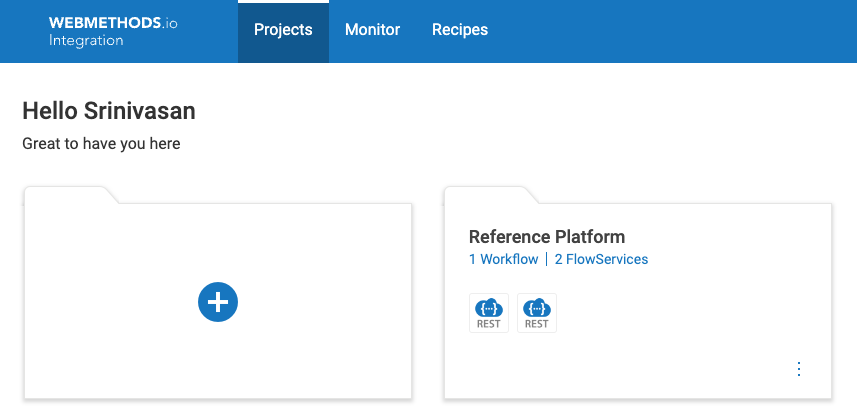 WEBMETHODS.io
Integration
Projects
Monitor
Recipes
Hello Srinivasan
Great to have you here
Reference Platform
1 Workflow | 2 FlowServices
{...} {...}
REST REST